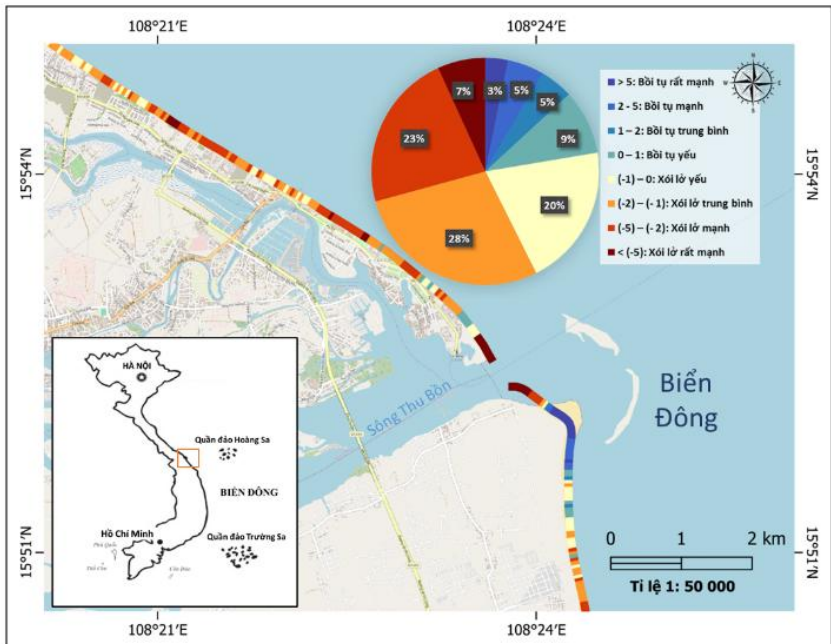 108°21′E
108°24′E
15°54′N
15°54′N
15°51′N
15°51′N
108°21′E
108°24′E
7%
3%
5%
5%
9%
20%
28%
23%
> 5: Bồi tụ rất mạnh
2 - 5: Bồi tụ mạnh
1 – 2: Bồi tụ trung bình
0 – 1: Bồi tụ yếu
(-1) – 0: Xói lở yếu
(-2) – (- 1): Xói lở trung bình
(-5) – (- 2): Xói lở mạnh
< (-5): Xói lở rất mạnh
Sông Thu Bồn
Biển
Đông
HÀ NỘI
Quần đảo Hoàng Sa
BIỂN ĐÔNG
Hồ Chí Minh
Quần đảo Trường Sa
Phú Quốc
Côn Đảo
0 1 2 km
Tỉ lệ 1: 50 000